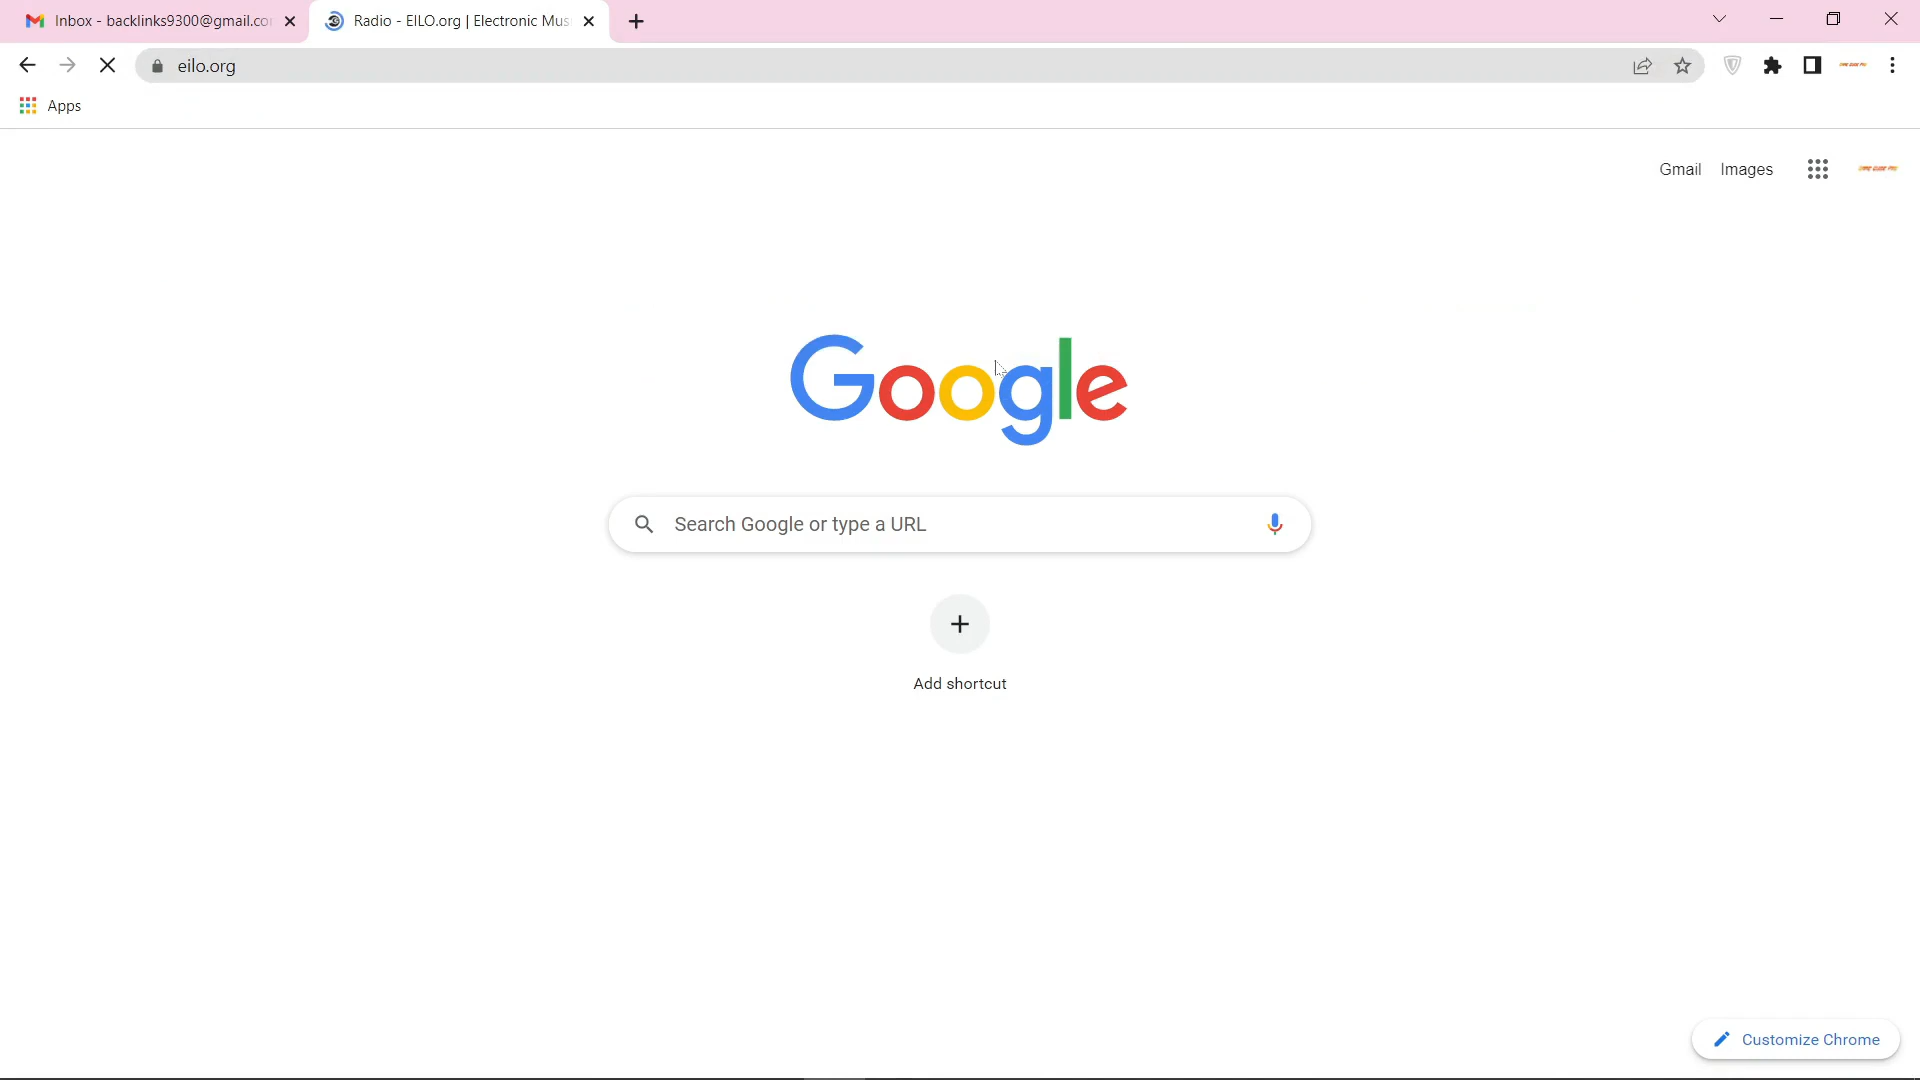 Inbox - backlinks9300@gmail.co
Radio - EILO.org | Electronic Mus
eilo.org
Apps
Gmail
Images
Google
Search Google or type a URL
Add shortcut
Customize Chrome